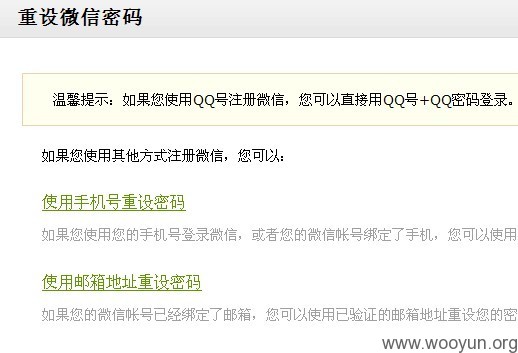 重设微信密码
温馨提示：如果您使用QQ号注册微信，您可以直接用QQ号+QQ密码登录。
如果您使用其他方式注册微信，您可以：
使用手机号重设密码
如果您使用您的手机号登录微信，或者您的微信帐号绑定了手机，您可以使用
使用邮箱地址重设密码
如果您的微信帐号已经绑定了邮箱，您可以使用已验证的邮箱地址重设您的密
www.wooyun.org